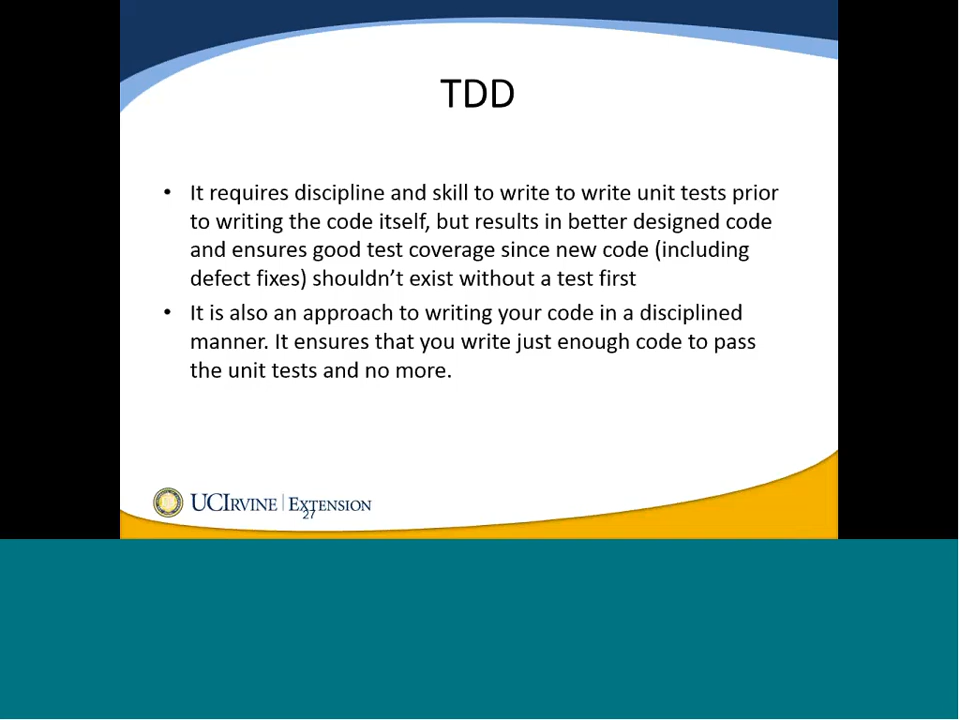 TDD
• It requires discipline and skill to write to write unit tests prior
to writing the code itself, but results in better designed code
and ensures good test coverage since new code (including
defect fixes) shouldn't exist without a test first
• It is also an approach to writing your code in a disciplined
manner. It ensures that you write just enough code to pass
the unit tests and no more.
UCIRVINE | EXTENSION
27